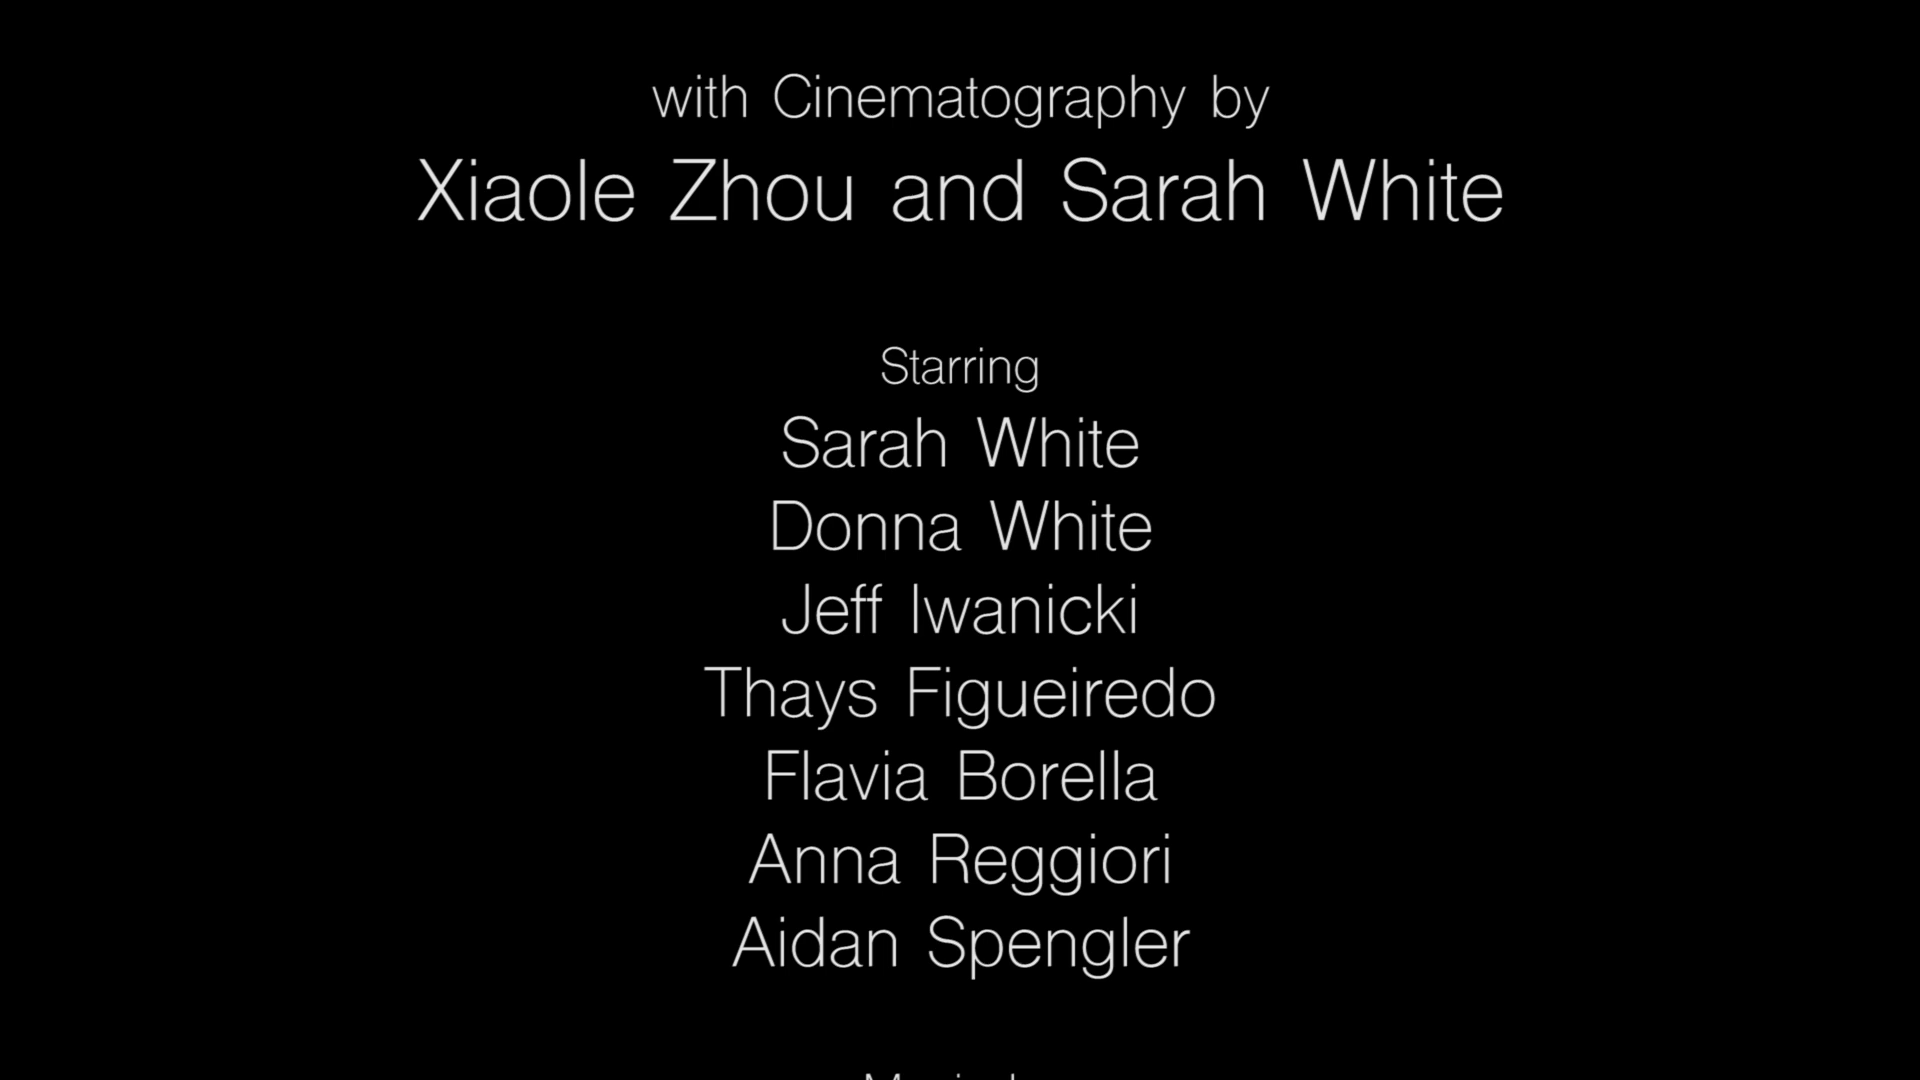 with Cinematography by
Xiaole Zhou and Sarah White
Starring
Sarah White
Donna White
Jeff Iwanicki
Thays Figueiredo
Flavia Borella
Anna Reggiori
Aidan Spengler